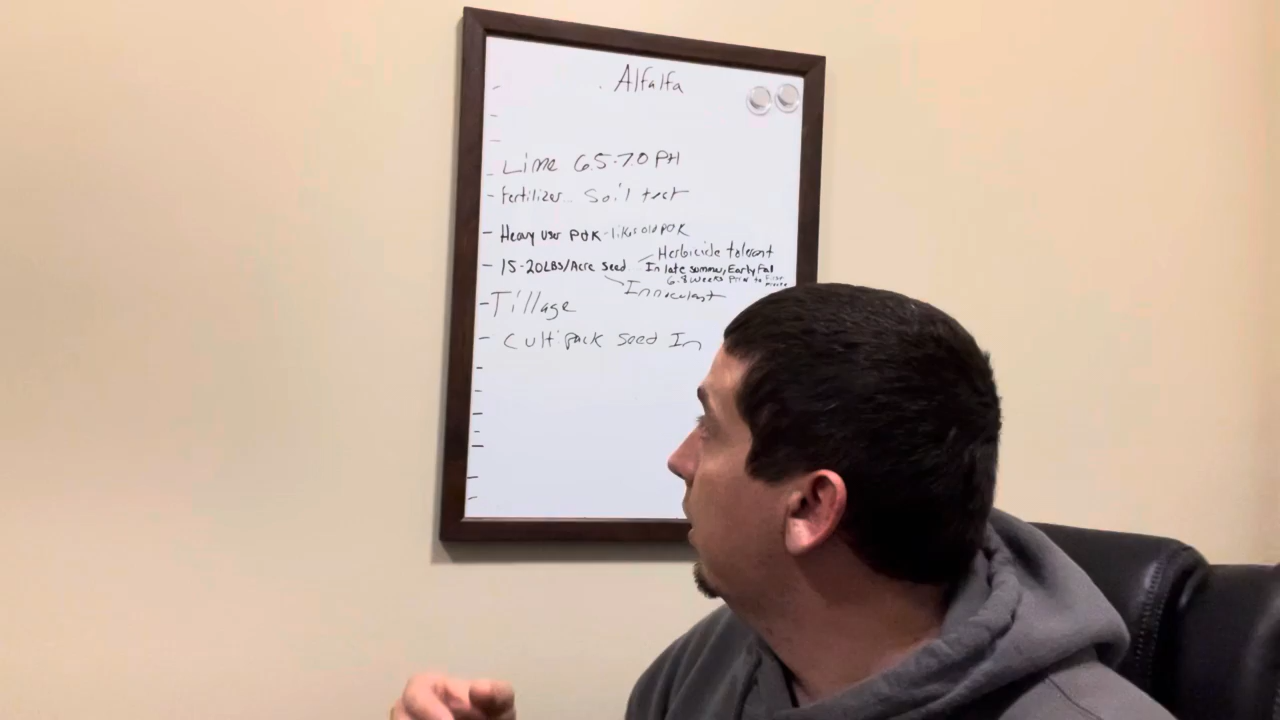 Alfalfa
- Lime 6.5-7.0 PH
- Fertilizer... Soil test
- Heavy user P&K - likes old P&K
- 15-20LBS/Acre seed - Herbicide tolerant
In late summer, Early Fall
6-8 weeks Prior to First
Innoculant
- Tillage
- Cultipack seed In